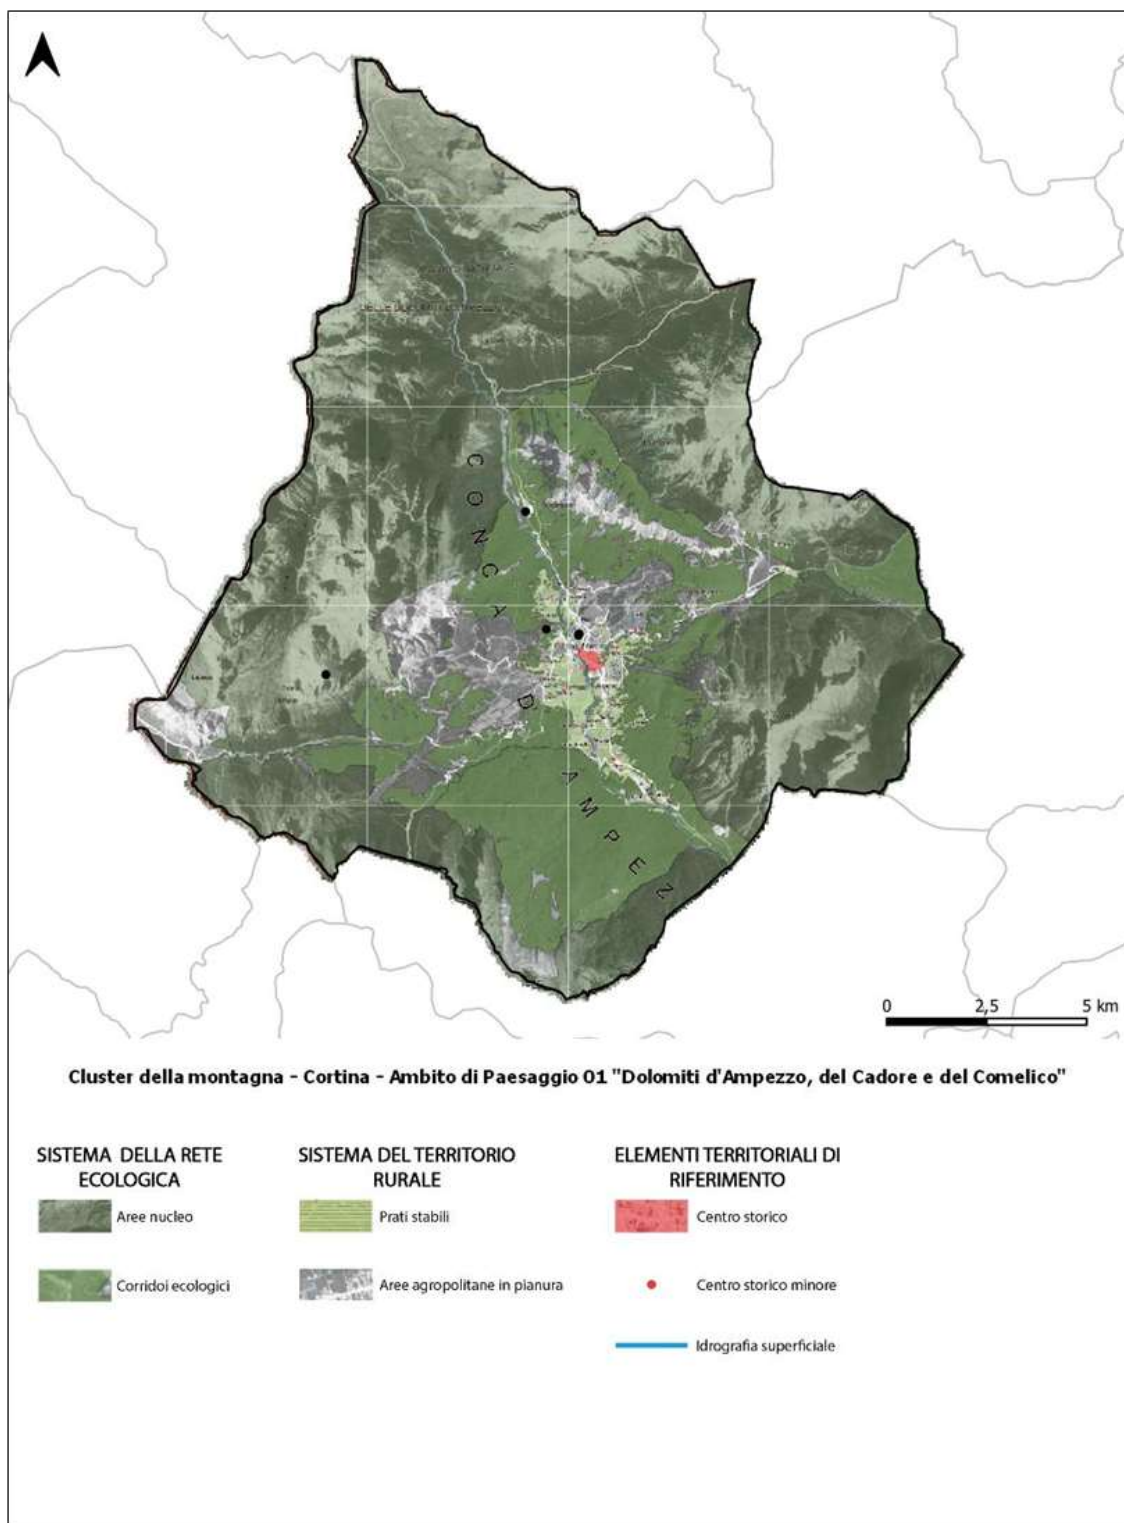 CONCA D' AMPEZ
0 2,5 5 km
Cluster della montagna - Cortina - Ambito di Paesaggio 01 "Dolomiti d'Ampezzo, del Cadore e del Comelico"
SISTEMA DELLA RETE
ECOLOGICA
Aree nucleo
Corridoi ecologici
SISTEMA DEL TERRITORIO
RURALE
Prati stabili
Aree agropolitane in pianura
ELEMENTI TERRITORIALI DI
RIFERIMENTO
Centro storico
Centro storico minore
Idrografia superficiale